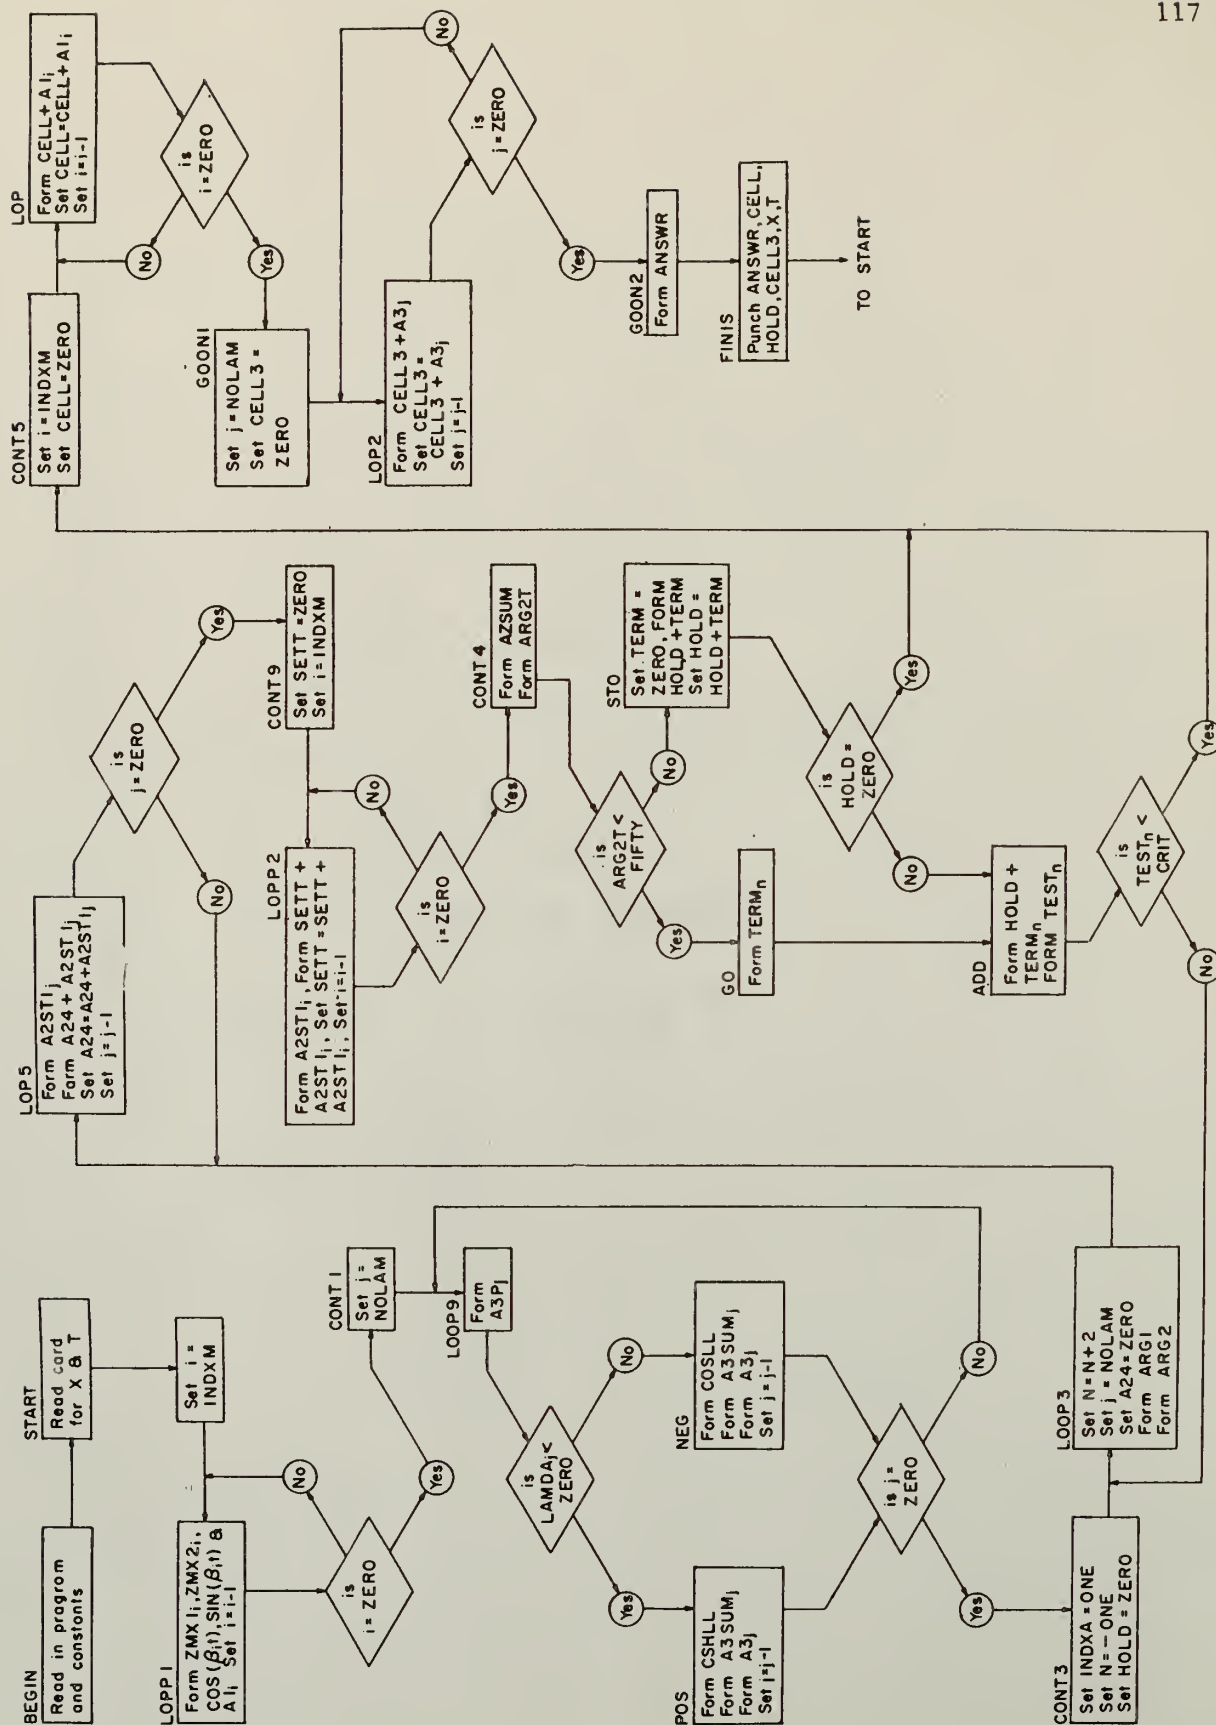 117
BEGIN
Read in program
and constants
START
Read card
for X & T
Set i =
INDXM
LOPP1
Form ZMX1i, ZMX2i,
COS(βit), SIN(βit) &
A1i Set i = i-1
is
i = ZERO
No
Yes
CONT 1
Set j =
NOLAM
LOOP9
Form
A3Pj
is
LAMDAj <
ZERO
Yes
No
POS
Form CSHLL
Form A3SUMj
Form A3j
Set j=j-1
NEG
Form COSLL
Form A3SUMj
Form A3j
Set j = j-1
is j =
ZERO
Yes
No
CONT3
Set INDXA = ONE
Set N = - ONE
Set HOLD = ZERO
LOOP3
Set N = N+2
Set j = NOLAM
Set A24 = ZERO
Form ARG1
Form ARG2
LOP5
Form A2ST1j
Form A24 + A2ST1j
Set A24 = A24 + A2ST1j
Set j = j-1
is
j = ZERO
No
Yes
CONT9
Set SETT = ZERO
Set i = INDXM
LOPP2
Form A2ST1i, Form SETT +
A2ST1i, Set SETT = SETT +
A2ST1i, Set i = i-1
is
i = ZERO
No
Yes
CONT4
Form AZSUM
Form ARG2T
is
ARG2T <
FIFTY
Yes
No
GO
Form TERMn
STO
Set TERM =
ZERO, FORM
HOLD + TERM
Set HOLD =
HOLD + TERM
is
HOLD =
ZERO
No
Yes
ADD
Form HOLD +
TERMn
FORM TESTn
is
TESTn <
CRIT
No
Yes
CONT5
Set i = INDXM
Set CELL = ZERO
LOP
Form CELL + A1i
Set CELL = CELL + A1i
Set i = i-1
is
i = ZERO
No
Yes
GOON1
Set j = NOLAM
Set CELL3 =
ZERO
LOP2
Form CELL3 + A3j
Set CELL3 =
CELL3 + A3j
Set j = j-1
is
j = ZERO
No
Yes
GOON2
Form ANSWR
FINIS
Punch ANSWR, CELL,
HOLD, CELL3, X, T
TO START